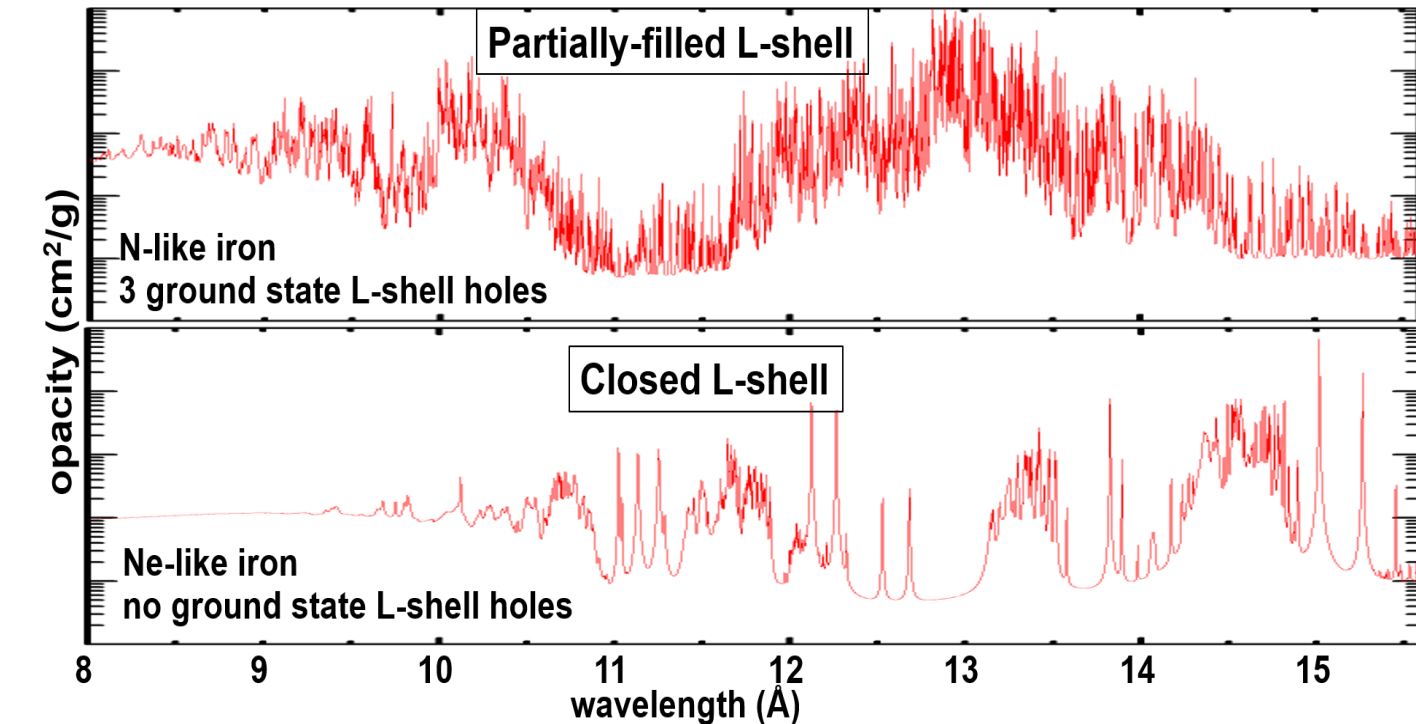 Partially-filled L-shell
N-like iron
3 ground state L-shell holes
opacity (cm²/g)
Closed L-shell
Ne-like iron
no ground state L-shell holes
8 9 10 11 12 13 14 15
wavelength (Å)